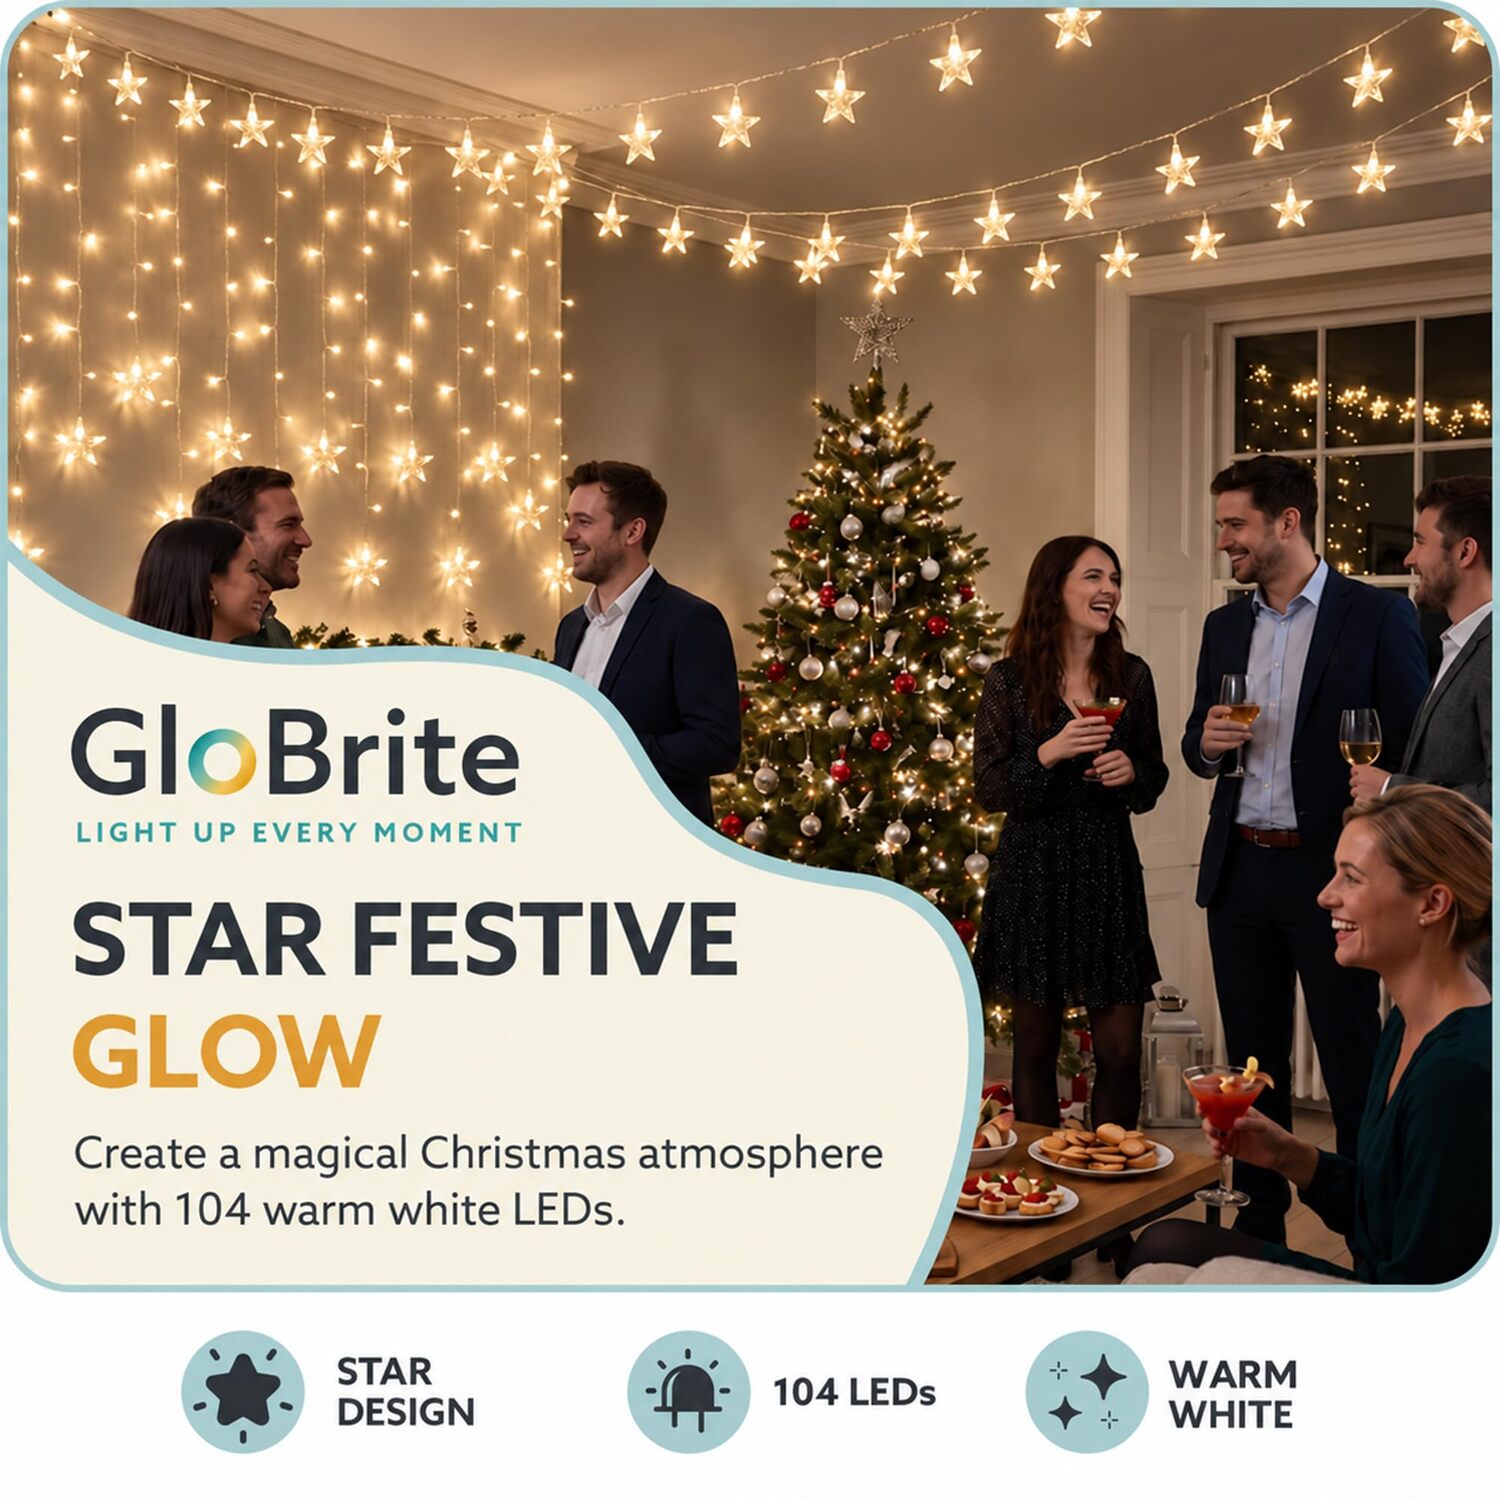 GloBrite
LIGHT UP EVERY MOMENT
STAR FESTIVE
GLOW
Create a magical Christmas atmosphere
with 104 warm white LEDs.
STAR
DESIGN
104 LEDs
WARM
WHITE